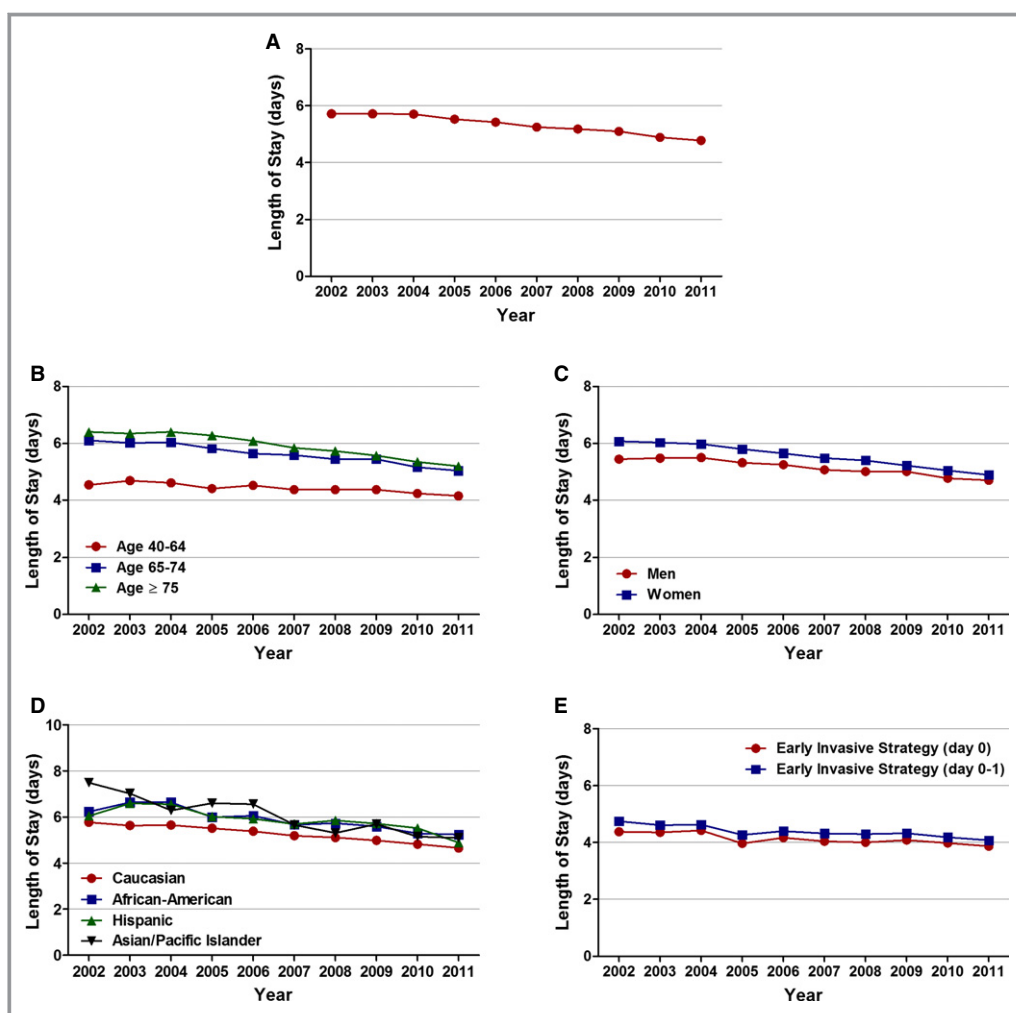 A
Length of Stay (days)
8
6
4
2
0
2002 2003 2004 2005 2006 2007 2008 2009 2010 2011
Year
B
Length of Stay (days)
8
6
4
2
0
Age 40-64
Age 65-74
Age ≥ 75
2002 2003 2004 2005 2006 2007 2008 2009 2010 2011
Year
C
Length of Stay (days)
8
6
4
2
0
Men
Women
2002 2003 2004 2005 2006 2007 2008 2009 2010 2011
Year
D
Length of Stay (days)
10
8
6
4
2
0
Caucasian
African-American
Hispanic
Asian/Pacific Islander
2002 2003 2004 2005 2006 2007 2008 2009 2010 2011
Year
E
Length of Stay (days)
8
6
4
2
0
Early Invasive Strategy (day 0)
Early Invasive Strategy (day 0-1)
2002 2003 2004 2005 2006 2007 2008 2009 2010 2011
Year